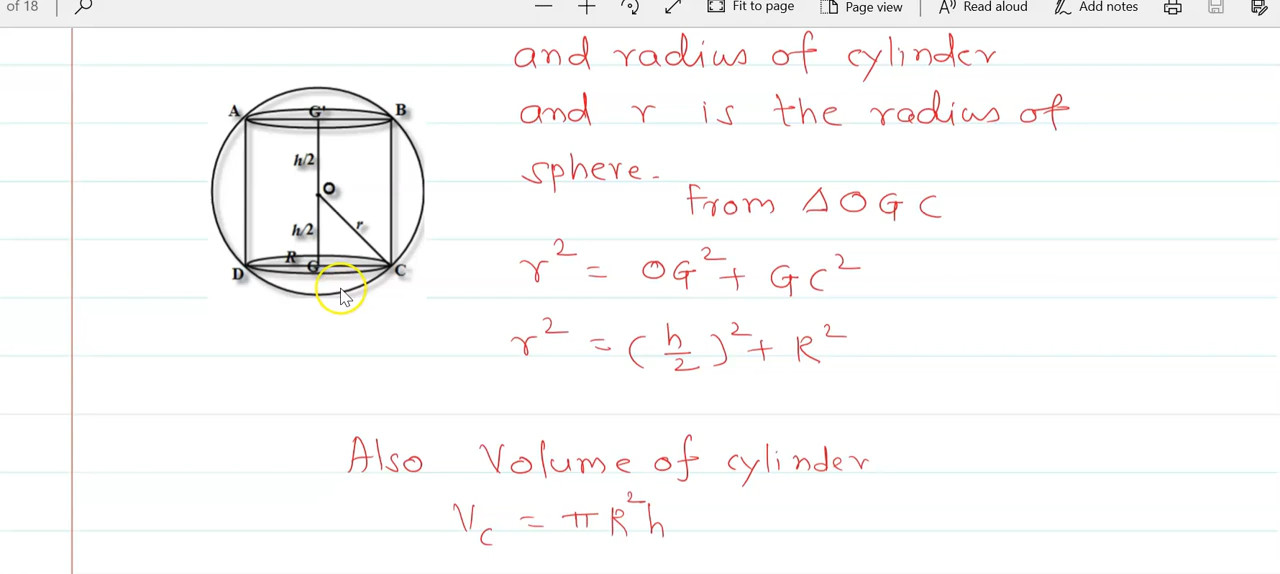 of 18
Fit to page
Page view
Read aloud
Add notes
and radius of cylinder
and r is the radius of
sphere.
From △OGC
r² = OG² + GC²
r² = (h/2)² + R²
Also Volume of cylinder
V_C = πR²h
A
G'
B
h/2
O
h/2
r
R
G
D
C